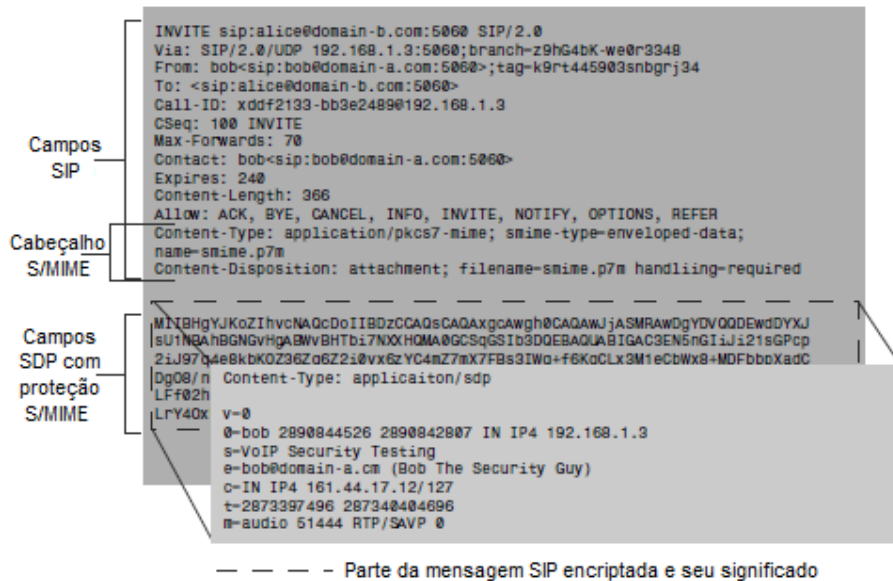 INVITE sip:alice@domain-b.com:5060 SIP/2.0
Via: SIP/2.0/UDP 192.168.1.3:5060;branch=z9hG4bK-we0r3348
From: bob<sip:bob@domain-a.com:5060>;tag=k9rt445903snbgrj34
To: <sip:alice@domain-b.com:5060>
Call-ID: xddf2133-bb3e2489@192.168.1.3
CSeq: 100 INVITE
Max-Forwards: 70
Contact: bob<sip:bob@domain-a.com:5060>
Expires: 240
Content-Length: 366
Allow: ACK, BYE, CANCEL, INFO, INVITE, NOTIFY, OPTIONS, REFER
Content-Type: application/pkcs7-mime; smime-type=enveloped-data;
name=smime.p7m
Content-Disposition: attachment; filename=smime.p7m handliing=required
Campos
SIP
Cabeçalho
S/MIME
Campos
SDP com
proteção
S/MIME
DgO8/n
LFf02h
LrY4Ox
Content-Type: applicaiton/sdp
v=0
0=bob 2890844526 2890842807 IN IP4 192.168.1.3
s=VoIP Security Testing
e=bob@domain-a.cm (Bob The Security Guy)
c=IN IP4 161.44.17.12/127
t=2873397496 287340404696
m=audio 51444 RTP/SAVP 0
Parte da mensagem SIP encriptada e seu significado